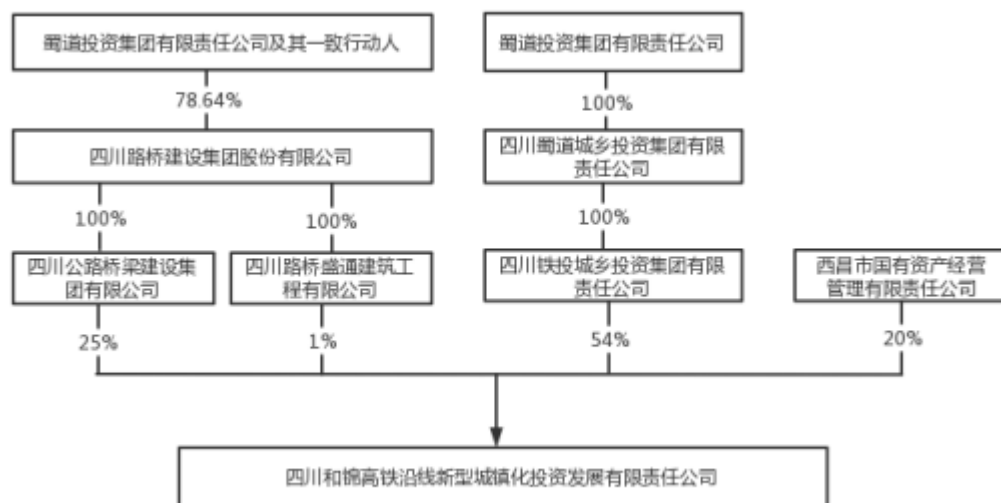 蜀道投资集团有限责任公司及其一致行动人
蜀道投资集团有限责任公司
78.64%
100%
四川路桥建设集团股份有限公司
四川蜀道城乡投资集团有限
责任公司
100%
100%
100%
四川公路桥梁建设集
团有限公司
四川路桥盛通建筑工
程有限公司
四川铁投城乡投资集团有限
责任公司
西昌市国有资产经营
管理有限责任公司
25%
1%
54%
20%
四川和锦高铁沿线新型城镇化投资发展有限责任公司